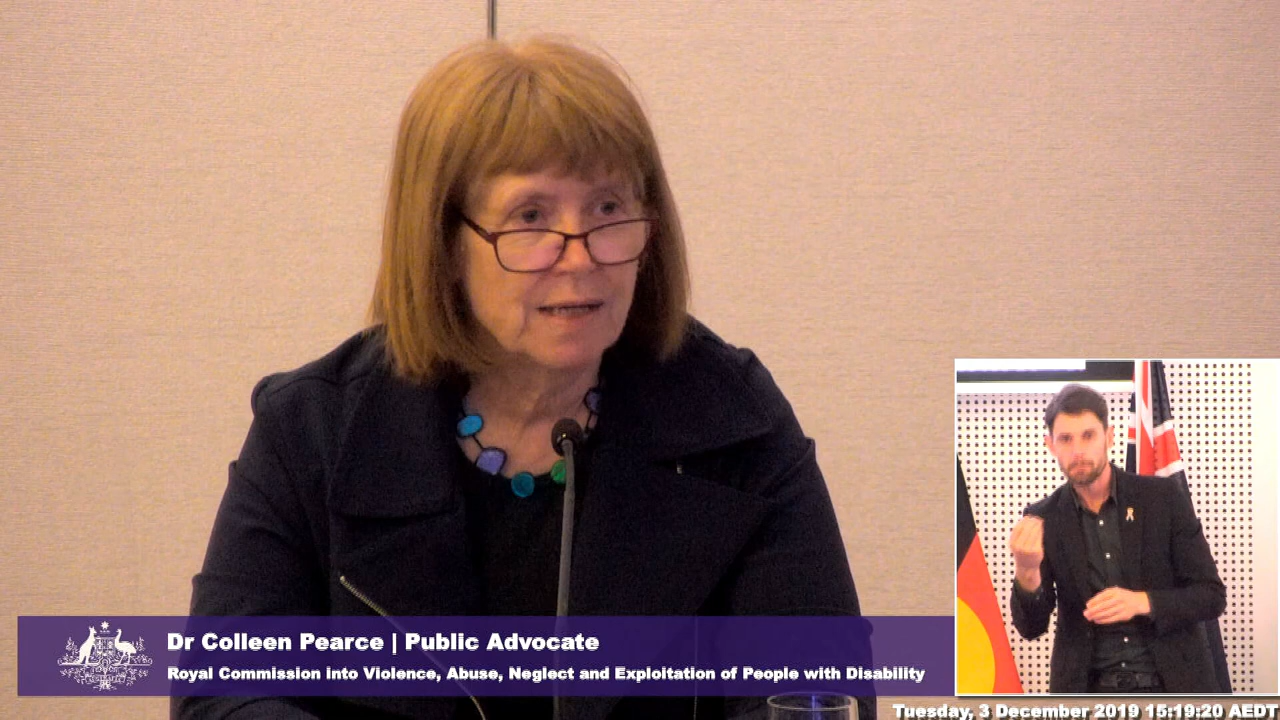 Dr Colleen Pearce | Public Advocate
Royal Commission into Violence, Abuse, Neglect and Exploitation of People with Disability
Tuesday, 3 December 2019 15:19:20 AEDT